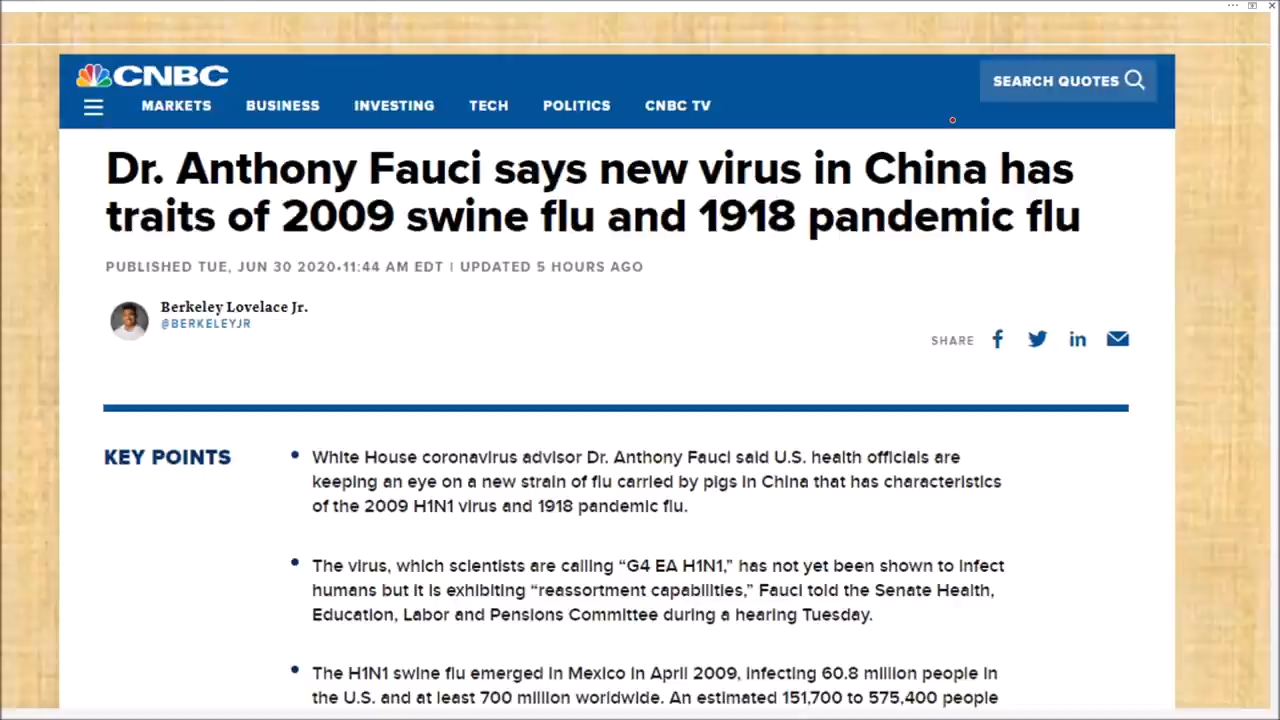 CNBC
SEARCH QUOTES
MARKETS BUSINESS INVESTING TECH POLITICS CNBC TV
Dr. Anthony Fauci says new virus in China has
traits of 2009 swine flu and 1918 pandemic flu
PUBLISHED TUE, JUN 30 2020•11:44 AM EDT | UPDATED 5 HOURS AGO
Berkeley Lovelace Jr.
@BERKELEYJR
SHARE
KEY POINTS
• White House coronavirus advisor Dr. Anthony Fauci said U.S. health officials are
keeping an eye on a new strain of flu carried by pigs in China that has characteristics
of the 2009 H1N1 virus and 1918 pandemic flu.
• The virus, which scientists are calling “G4 EA H1N1,” has not yet been shown to infect
humans but it is exhibiting “reassortment capabilities,” Fauci told the Senate Health,
Education, Labor and Pensions Committee during a hearing Tuesday.
• The H1N1 swine flu emerged in Mexico in April 2009, infecting 60.8 million people in
the U.S. and at least 700 million worldwide. An estimated 151,700 to 575,400 people